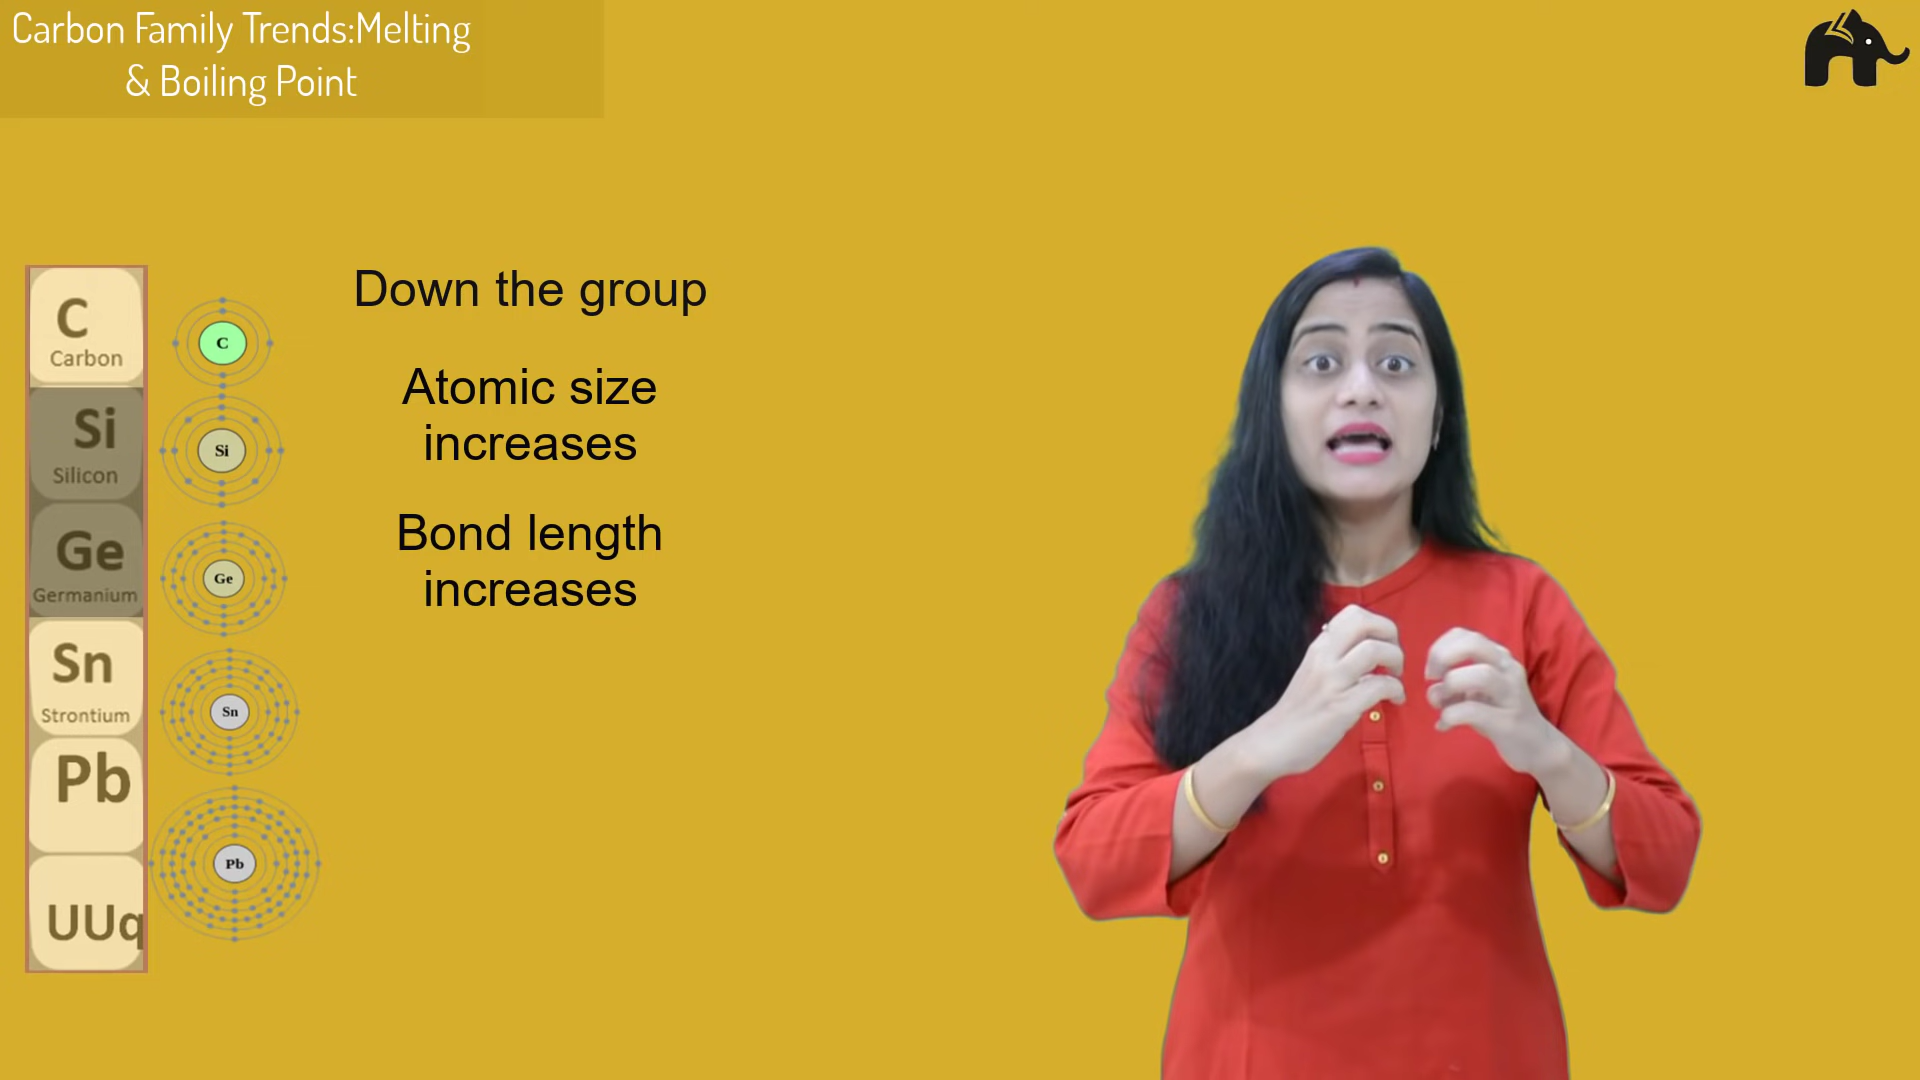 Carbon Family Trends:Melting
& Boiling Point
C
Carbon
Si
Silicon
Ge
Germanium
Sn
Strontium
Pb
UUq
C
Si
Ge
Sn
Pb
Down the group
Atomic size
increases
Bond length
increases